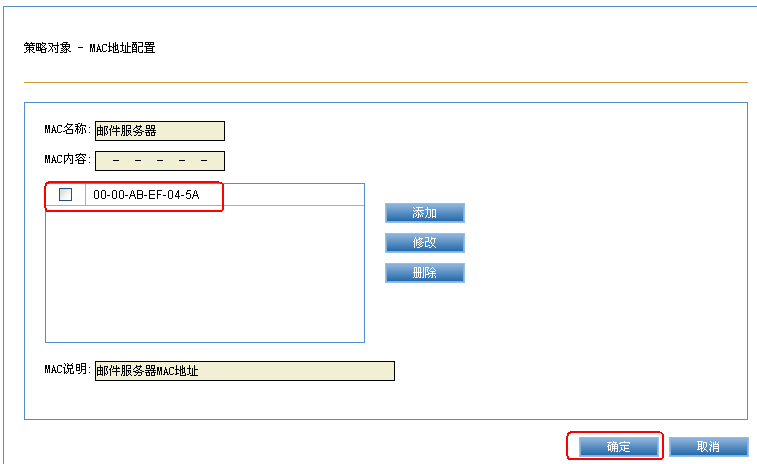 策略对象 - MAC地址配置
MAC名称: 邮件服务器
MAC内容: - - - - -
00-00-AB-EF-04-5A
添加
修改
删除
MAC说明: 邮件服务器MAC地址
确定 取消